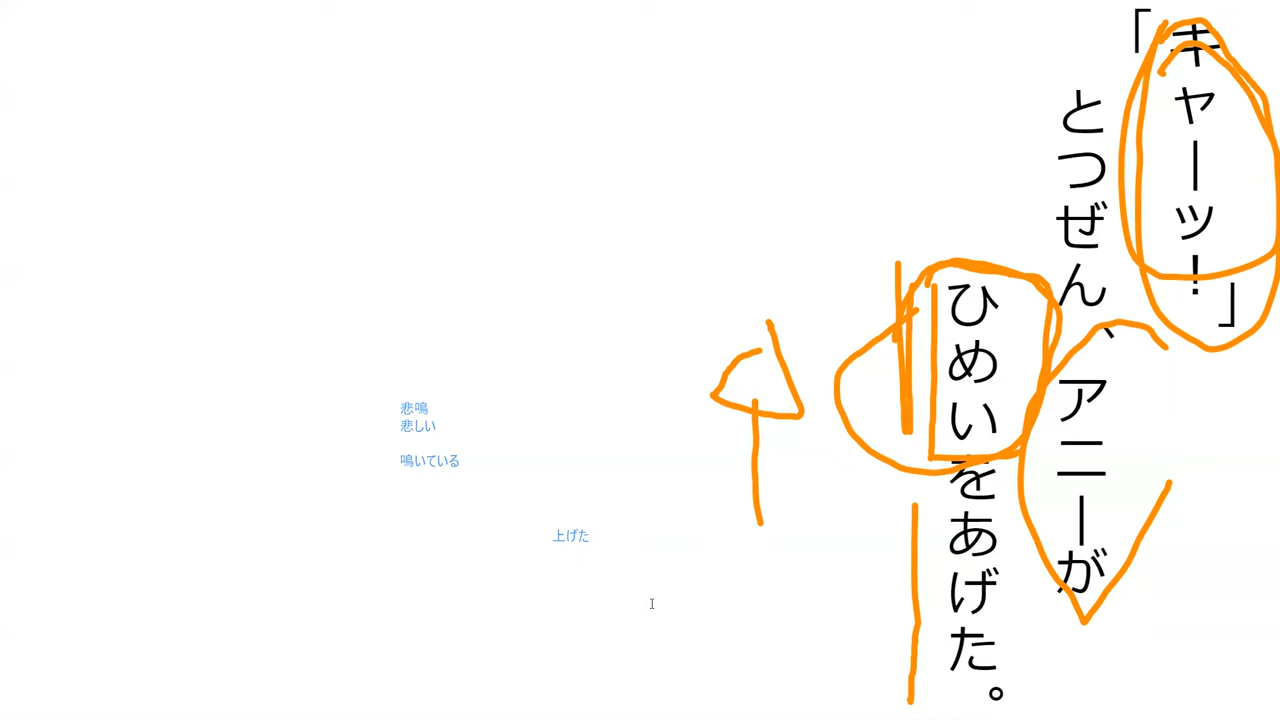 「キャーッ!」
とつぜん、アニーが
ひめいをあげた。
悲鳴
悲しい
鳴いている
上げた